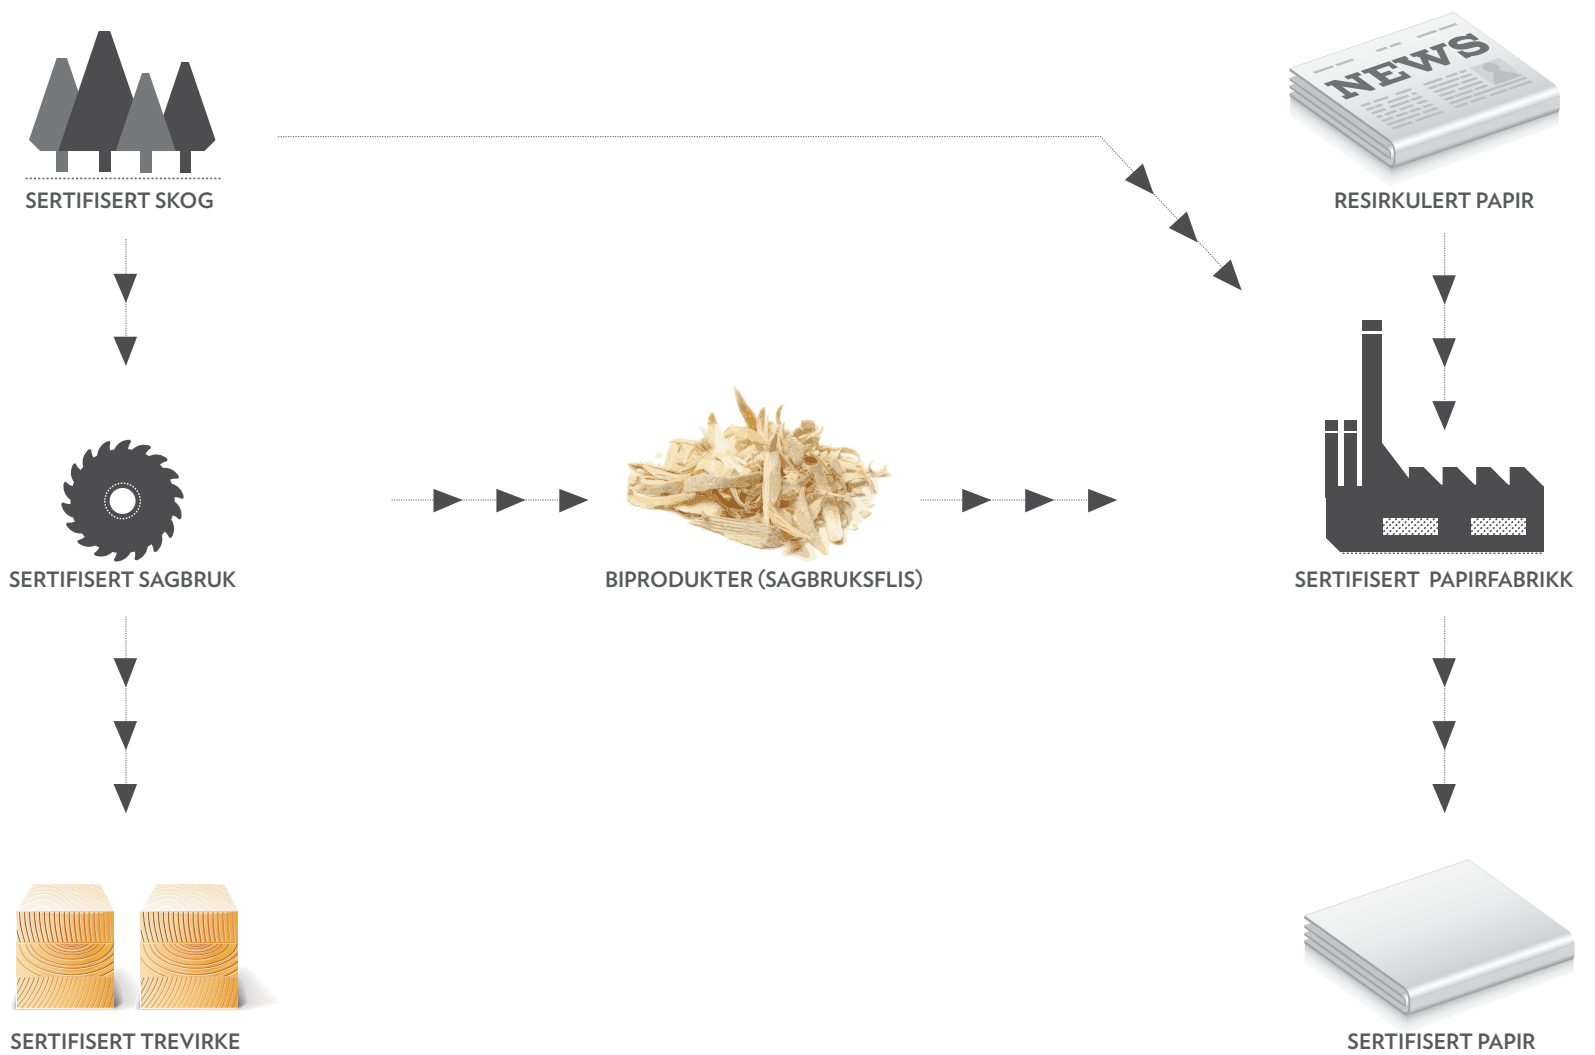 NEWS
SERTIFISERT SKOG
RESIRKULERT PAPIR
SERTIFISERT SAGBRUK
BIPRODUKTER (SAGBRUKSFLIS)
SERTIFISERT PAPIRFABRIKK
SERTIFISERT TREVIRKE
SERTIFISERT PAPIR